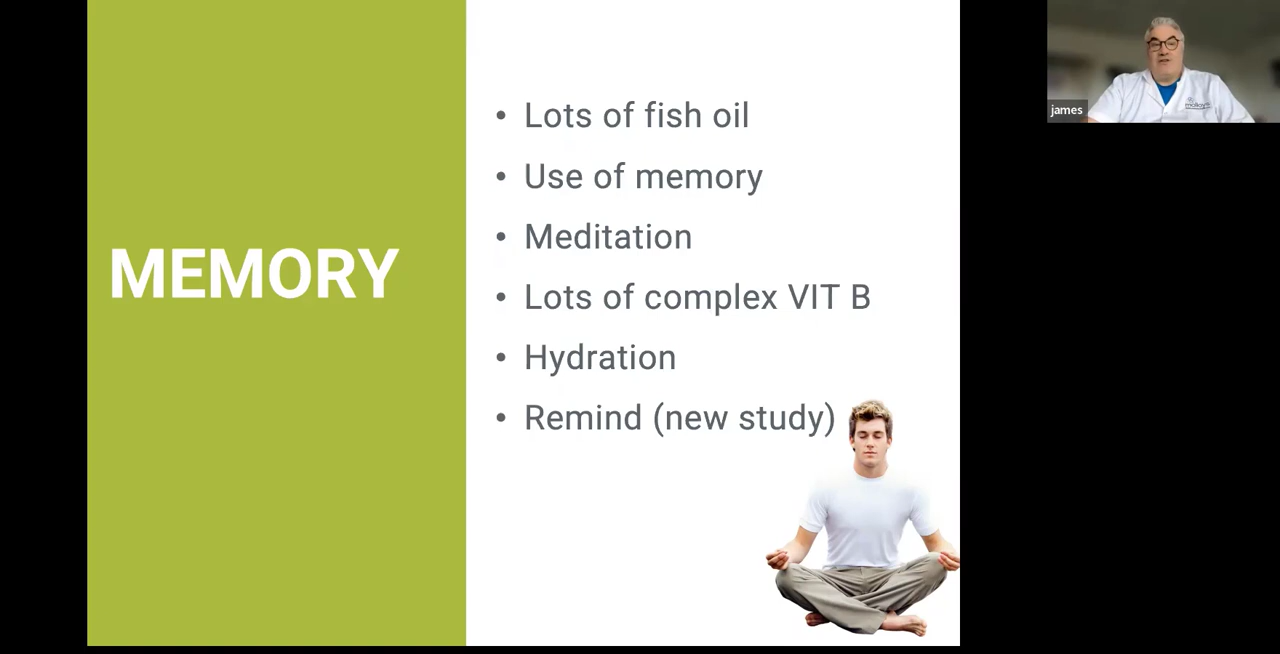 MEMORY
• Lots of fish oil
• Use of memory
• Meditation
• Lots of complex VIT B
• Hydration
• Remind (new study)
james